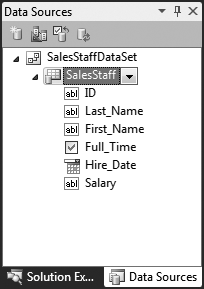 Data Sources
SalesStaffDataSet
SalesStaff
abl ID
abl Last_Name
abl First_Name
Full_Time
Hire_Date
abl Salary
Solution Ex... Data Sources